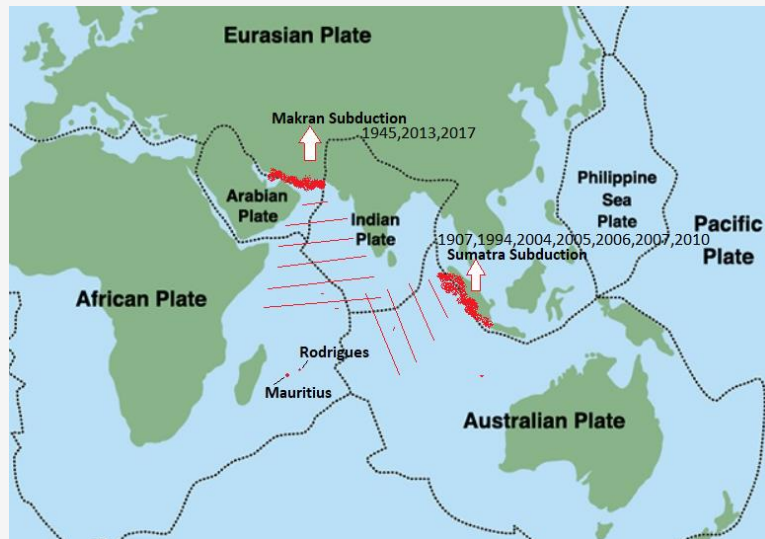 Eurasian Plate
Makran Subduction
1945,2013,2017
Arabian
Plate
Indian
Plate
Philippine
Sea
Plate
Pacific
Plate
1907,1994,2004,2005,2006,2007,2010
Sumatra Subduction
African Plate
Rodrigues
Mauritius
Australian Plate